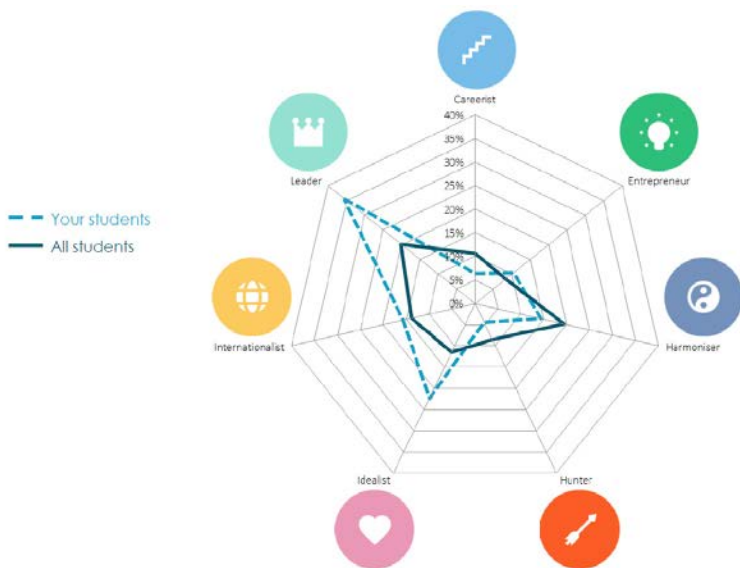 Careerist
40%
35%
30%
25%
20%
15%
10%
5%
0%
Entrepreneur
Harmoniser
Hunter
Idealist
Internationalist
Leader
Your students
All students